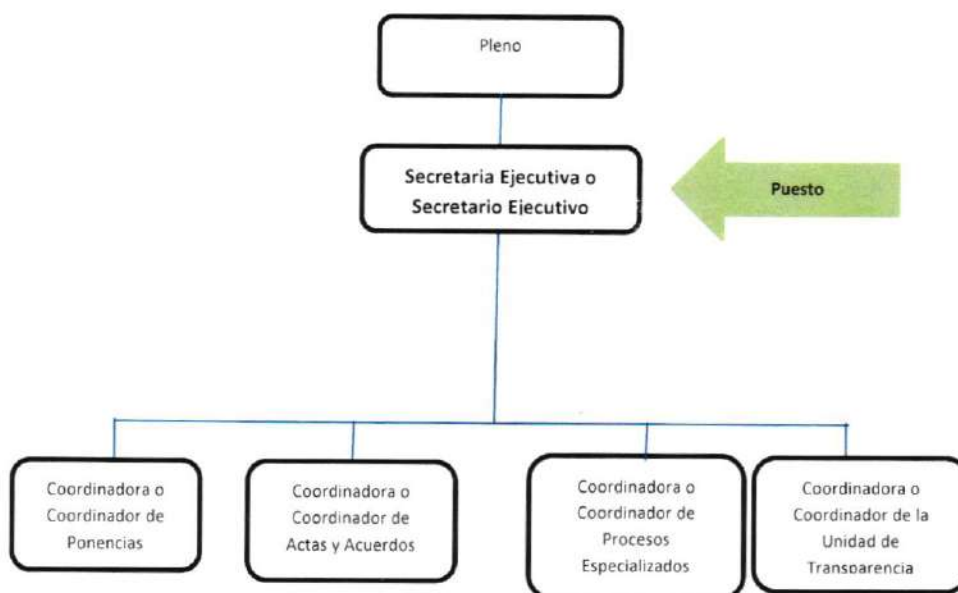 Pleno
Secretaria Ejecutiva o
Secretario Ejecutivo
Puesto
Coordinadora o
Coordinador de
Ponencias
Coordinadora o
Coordinador de
Actas y Acuerdos
Coordinadora o
Coordinador de
Procesos
Especializados
Coordinadora o
Coordinador de la
Unidad de
Transparencia